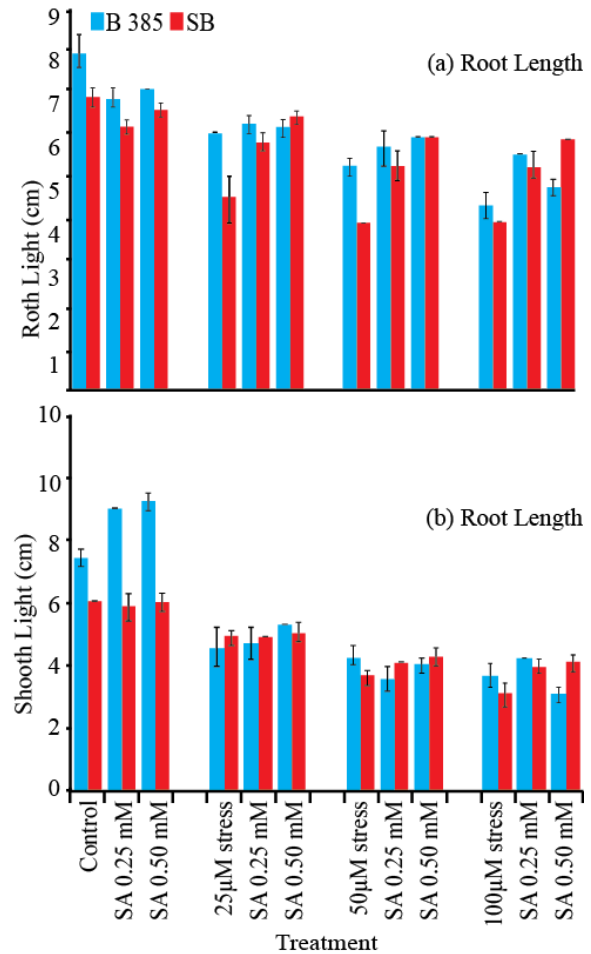 B 385 SB
(a) Root Length
9
8
7
6
5
4
3
2
1
Roth Light (cm)
(b) Root Length
10
10
8
6
4
2
0
Shooth Light (cm)
Control
SA 0.25 mM
SA 0.50 mM
25µM stress
SA 0.25 mM
SA 0.50 mM
50µM stress
SA 0.25 mM
SA 0.50 mM
100µM stress
SA 0.25 mM
SA 0.50 mM
Treatment